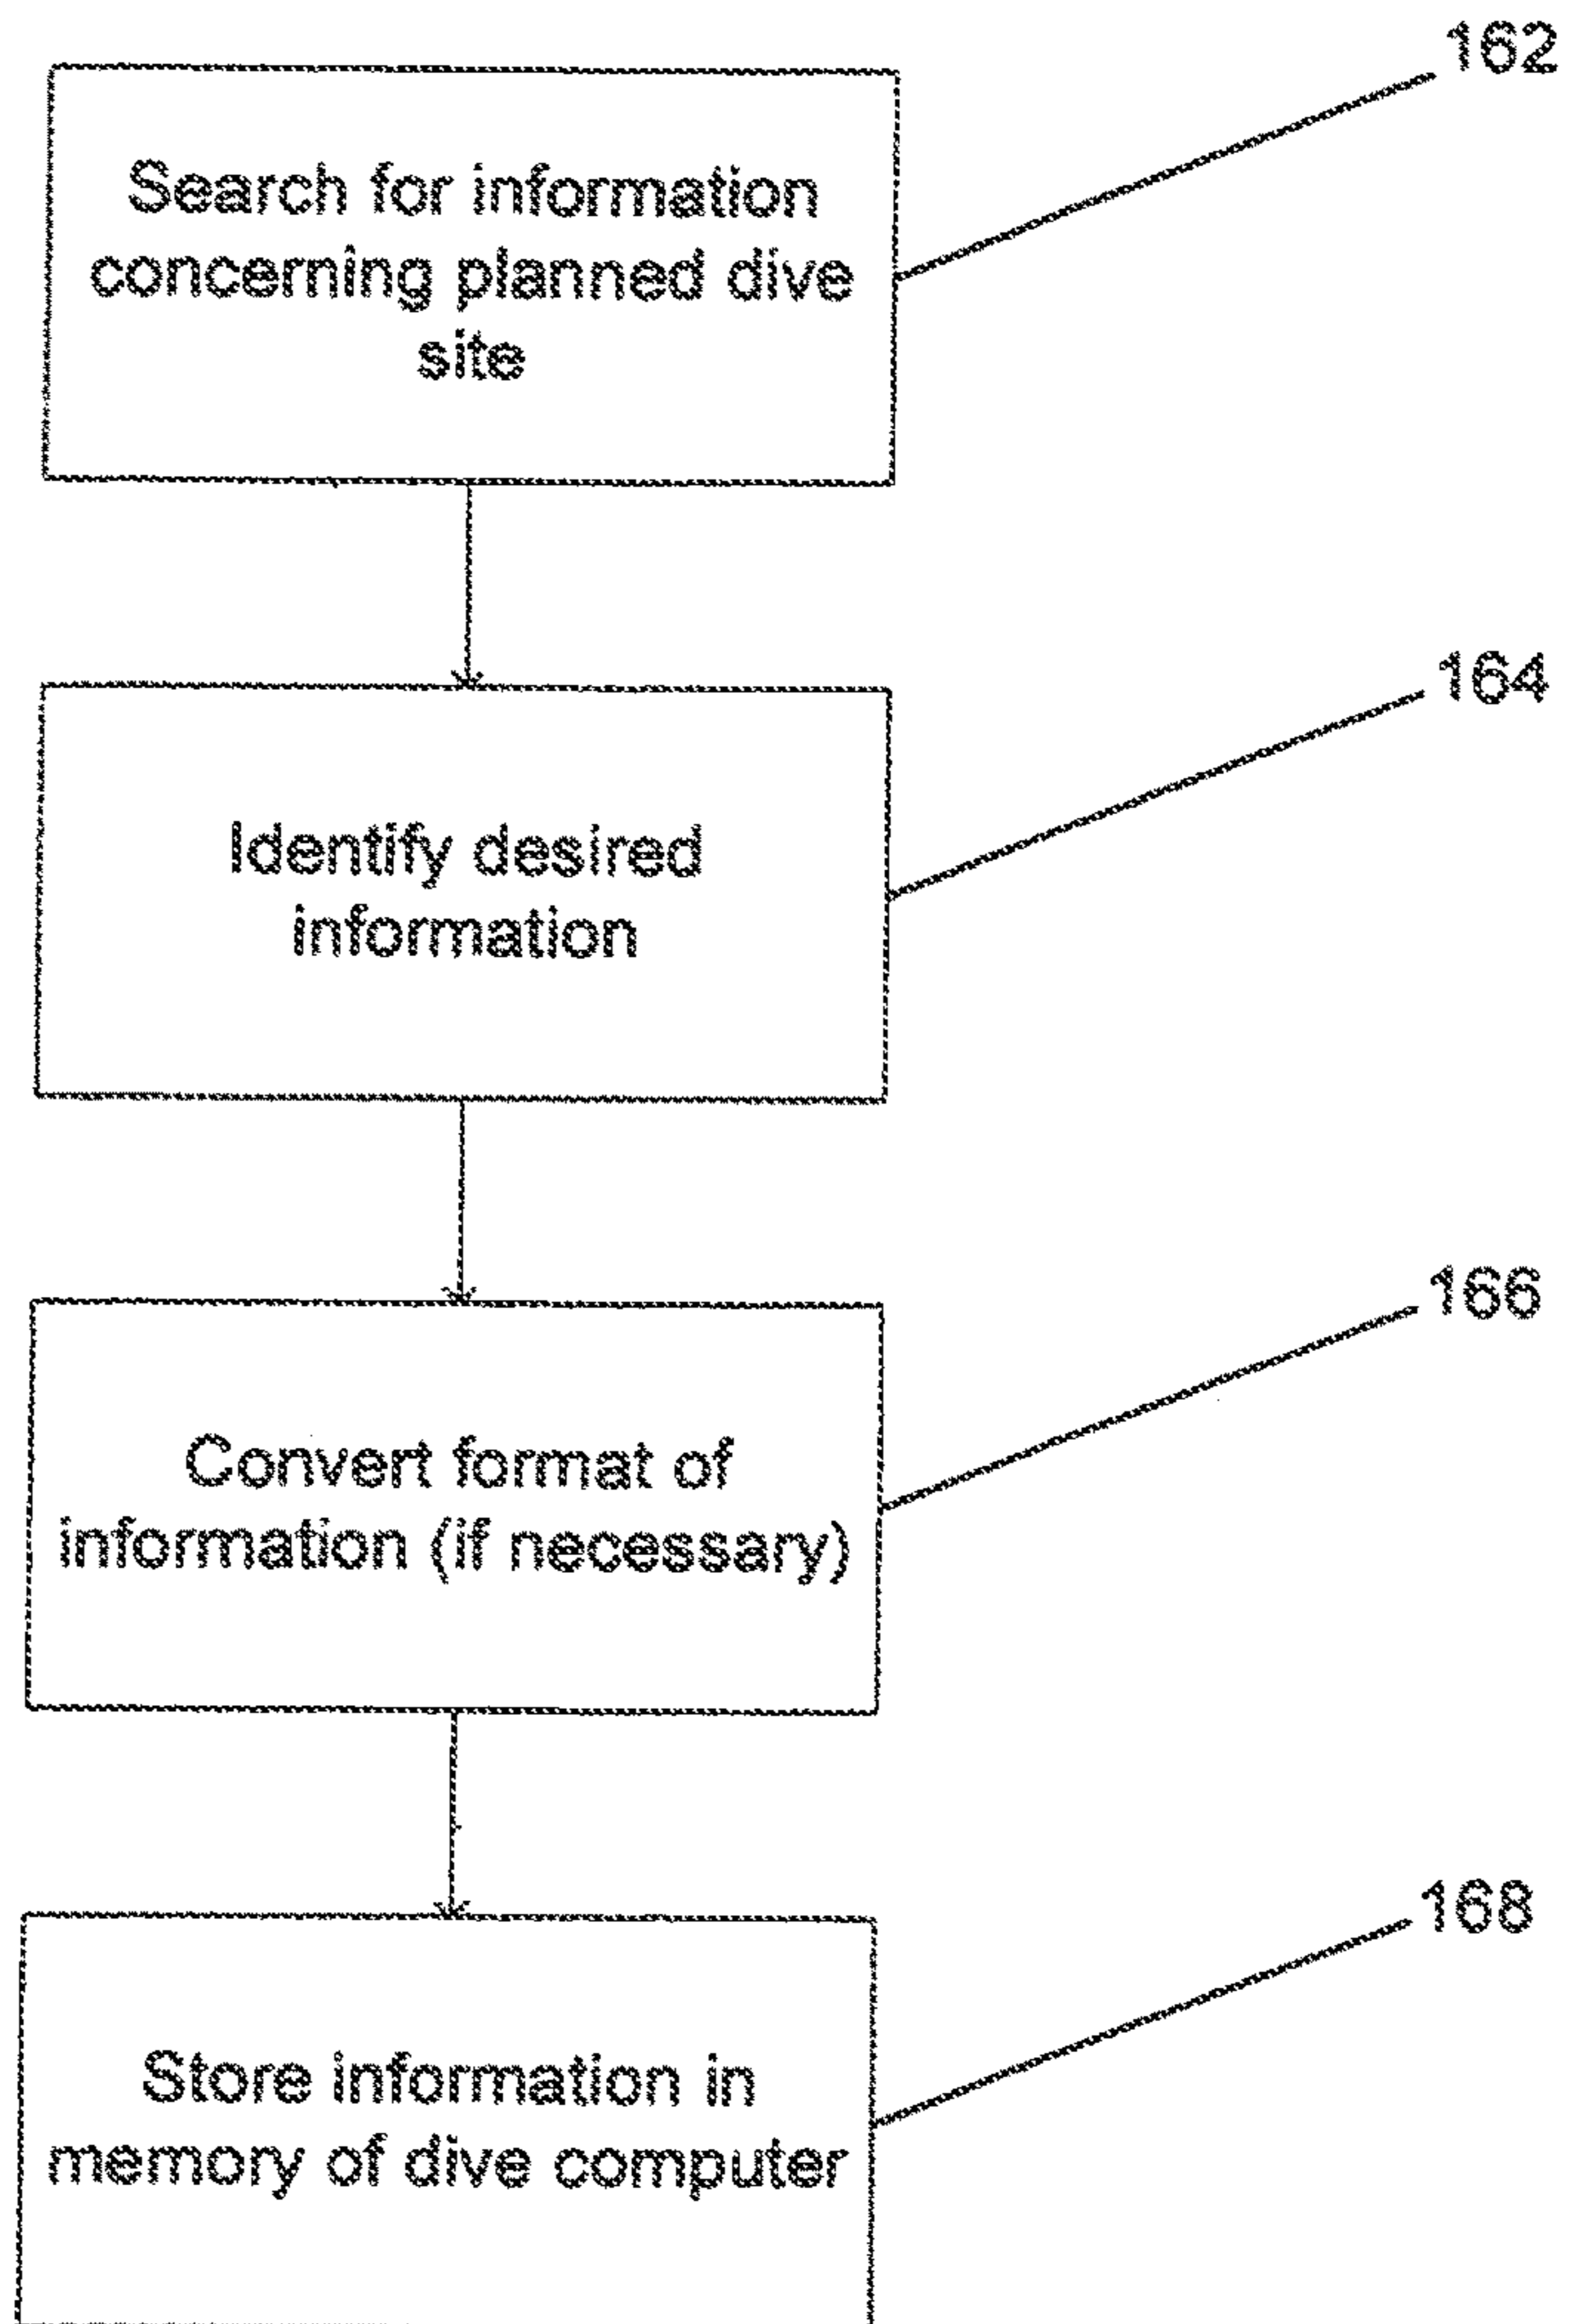 162
Search for information
concerning planned dive
site
164
Identify desired
information
166
Convert format of
information (if necessary)
168
Store information in
memory of dive computer